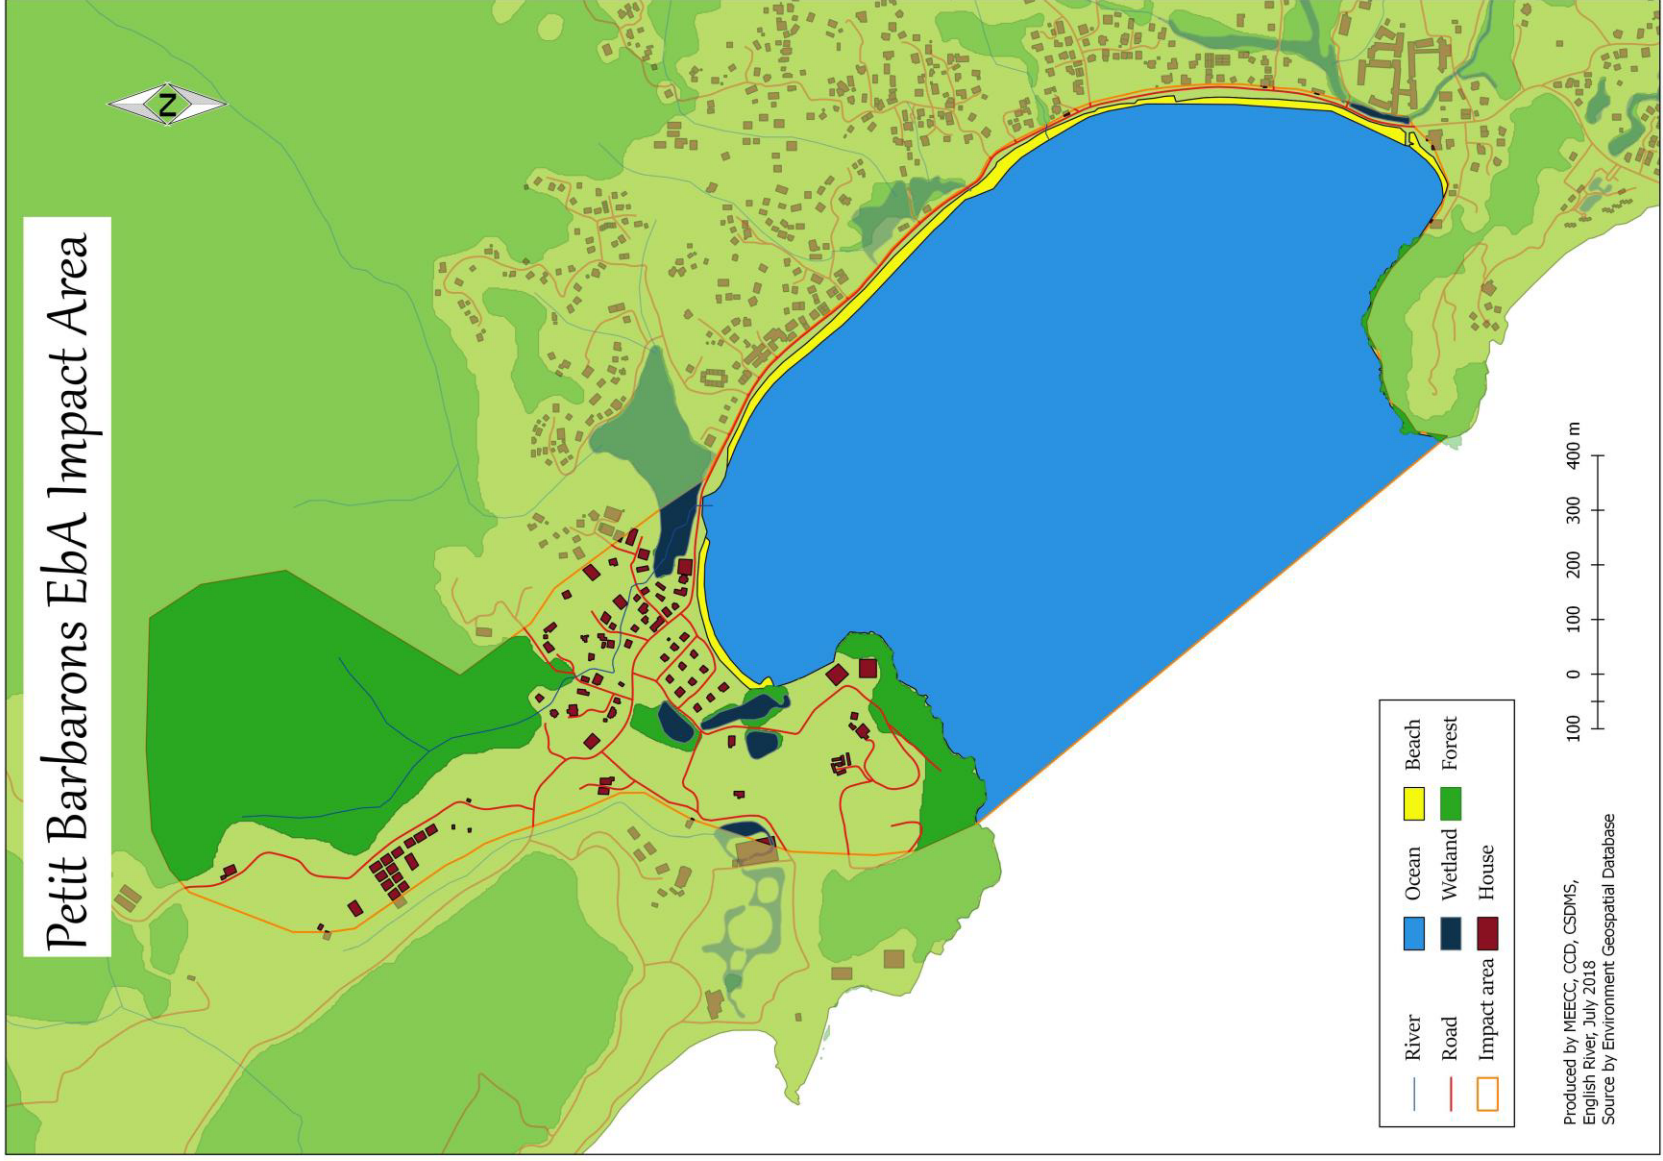 Petit Barbarons EbA Impact Area
N
River
Ocean
Beach
Road
Wetland
Forest
Impact area
House
100 0 100 200 300 400 m
Produced by MEECC, CCD, CSDMS,
English River, July 2018
Source by Environment Geospatial Database